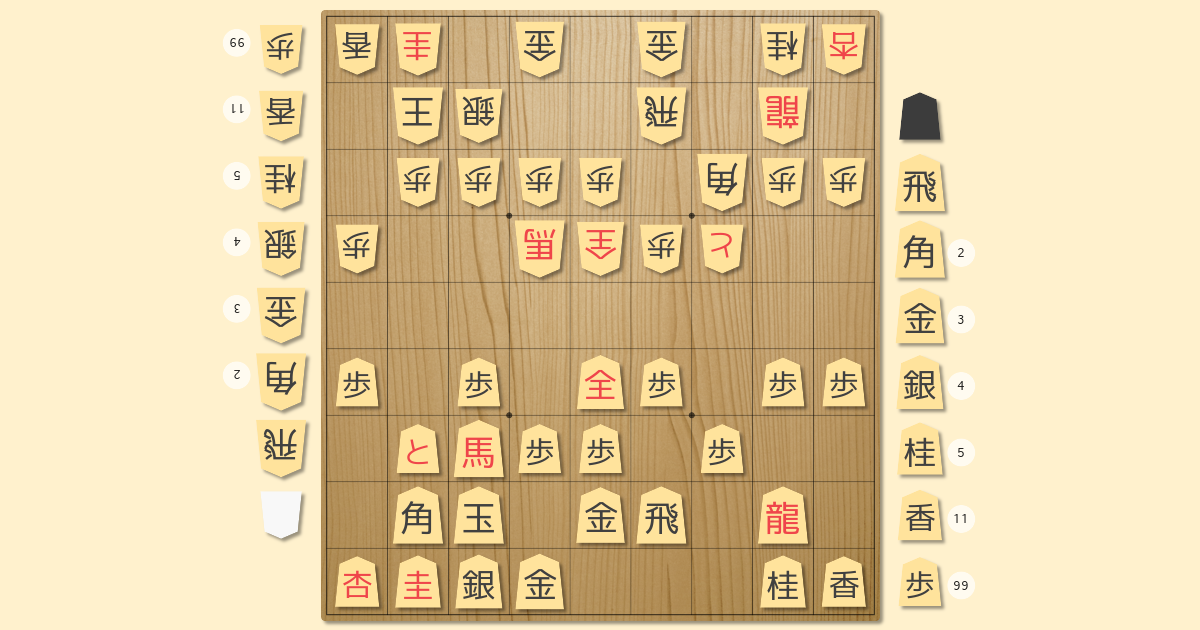 99 歩 香 圭 金 金 桂 杏
11 香 王 銀 飛 龍
5 桂 歩 歩 歩 歩 角 歩 歩 飛
4 銀 歩 馬 全 歩 と 角 2
3 金 金 3
2 角 歩 歩 全 歩 歩 歩 銀 4
飛 と 馬 歩 歩 歩 桂 5
角 玉 金 飛 龍 香 11
杏 圭 銀 金 桂 香 歩 99